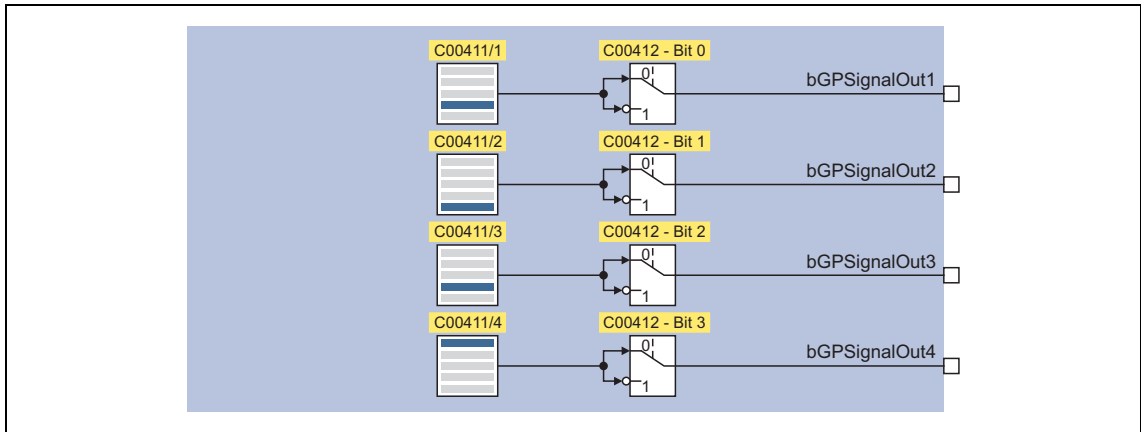 C00411/1 C00412 - Bit 0
0
bGPSignalOut1
1
C00411/2 C00412 - Bit 1
0
bGPSignalOut2
1
C00411/3 C00412 - Bit 2
0
bGPSignalOut3
1
C00411/4 C00412 - Bit 3
0
bGPSignalOut4
1